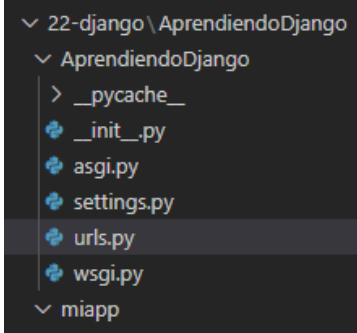 22-django\AprendiendoDjango
AprendiendoDjango
__pycache__
__init__.py
asgi.py
settings.py
urls.py
wsgi.py
miapp